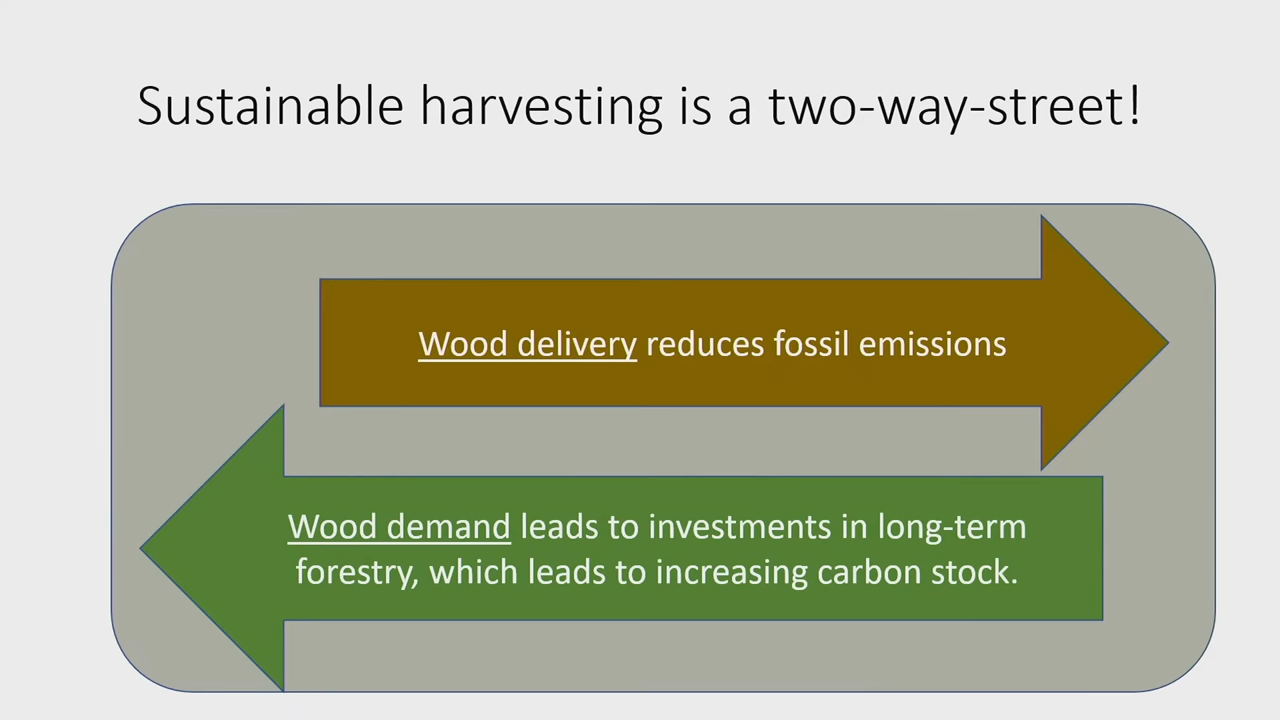 Sustainable harvesting is a two-way-street!
Wood delivery reduces fossil emissions
Wood demand leads to investments in long-term
forestry, which leads to increasing carbon stock.